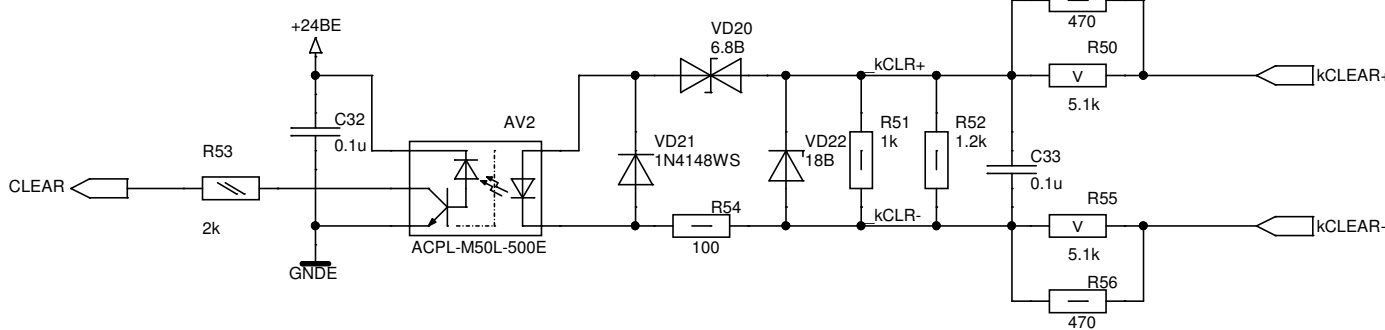 470
+24BE
VD20
6.8B
R50
_kCLR+
kCLEAR+
V
5.1k
C32
0.1u
AV2
VD21
1N4148WS
VD22
18B
R51
1k
R52
1.2k
C33
0.1u
R53
CLEAR
2k
R54
100
_kCLR-
R55
V
kCLEAR-
5.1k
ACPL-M50L-500E
GNDE
R56
470